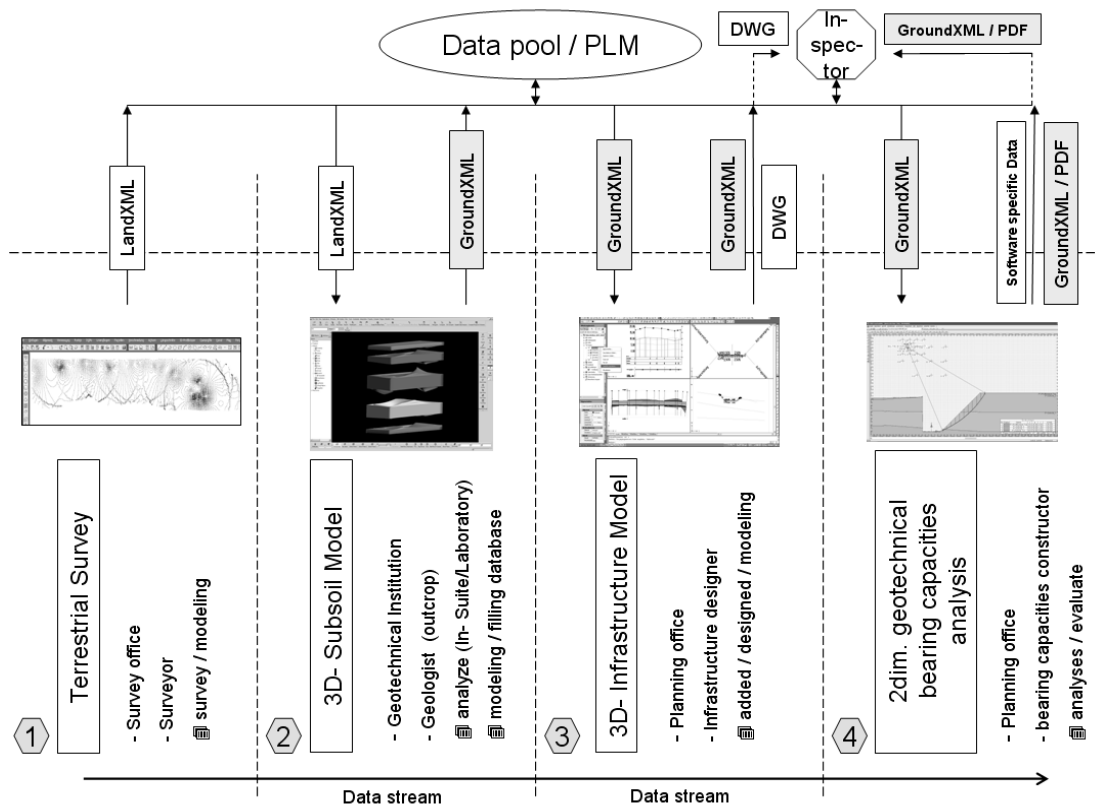 Data pool / PLM
DWG
In-
spec-
tor
GroundXML / PDF
LandXML
LandXML
GroundXML
GroundXML
GroundXML
DWG
GroundXML
Software specific Data
GroundXML / PDF
1
Terrestrial Survey
- Survey office
- Surveyor
survey / modeling
2
3D- Subsoil Model
- Geotechnical Institution
- Geologist (outcrop)
analyze (In- Suite/Laboratory)
modeling / filling database
3
3D- Infrastructure Model
- Planning office
- Infrastructure designer
added / designed / modeling
4
2dim. geotechnical
bearing capacities
analysis
- Planning office
- bearing capacities constructor
analyses / evaluate
Data stream
Data stream